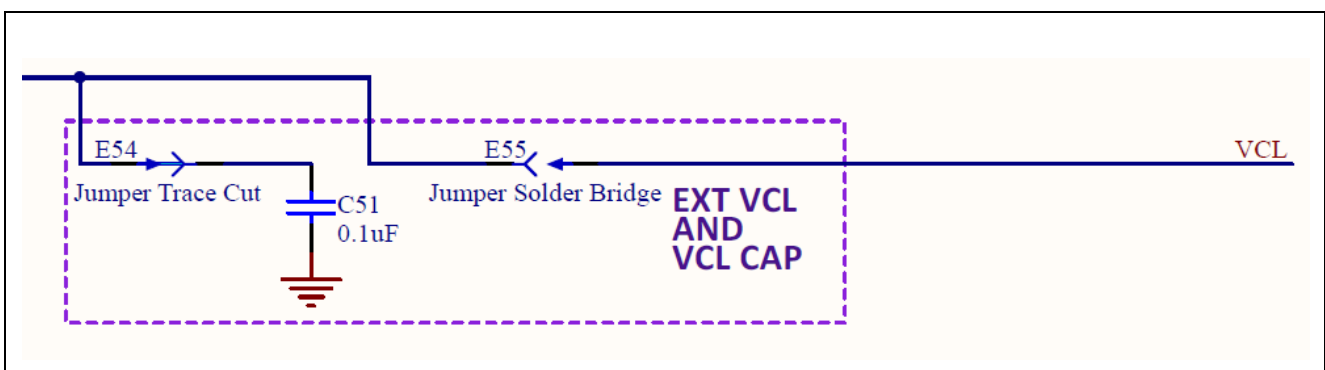 E54
E55
VCL
Jumper Trace Cut
Jumper Solder Bridge
EXT VCL
AND
VCL CAP
C51
0.1uF